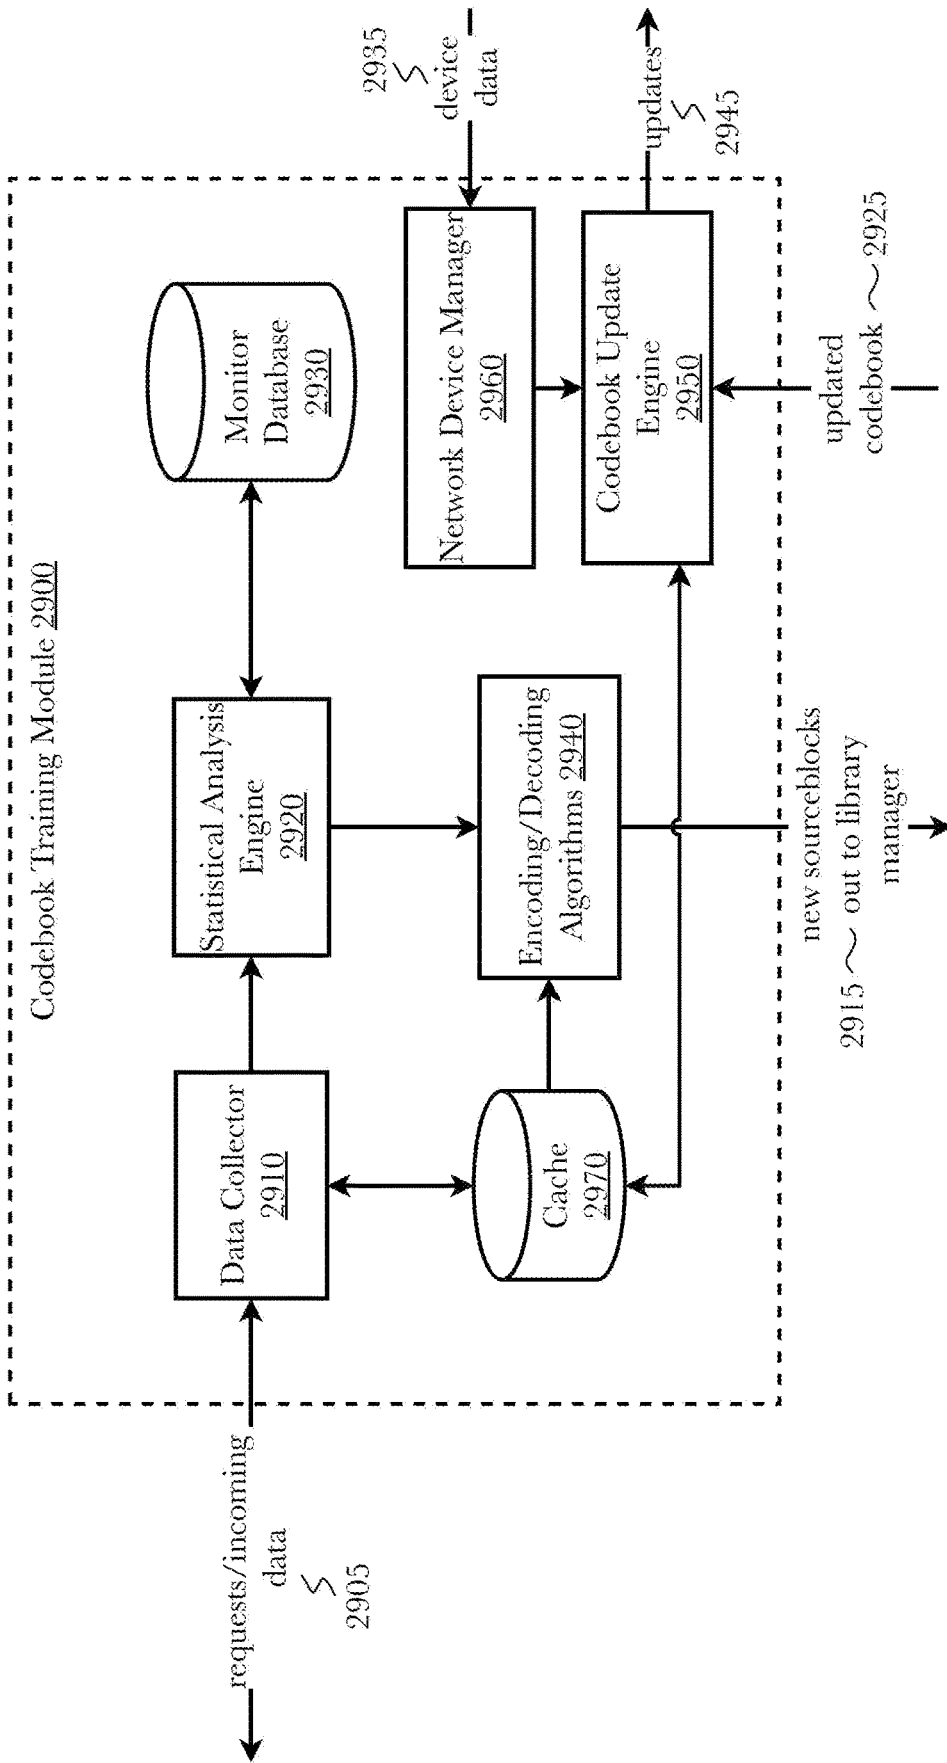 Codebook Training Module 2900
requests/incoming
data
2905
Data Collector
2910
Statistical Analysis
Engine
2920
Monitor
Database
2930
2935
device
data
Cache
2970
Encoding/Decoding
Algorithms 2940
Network Device Manager
2960
Codebook Update
Engine
2950
updates
2945
new sourceblocks
2915 out to library
manager
updated
codebook 2925